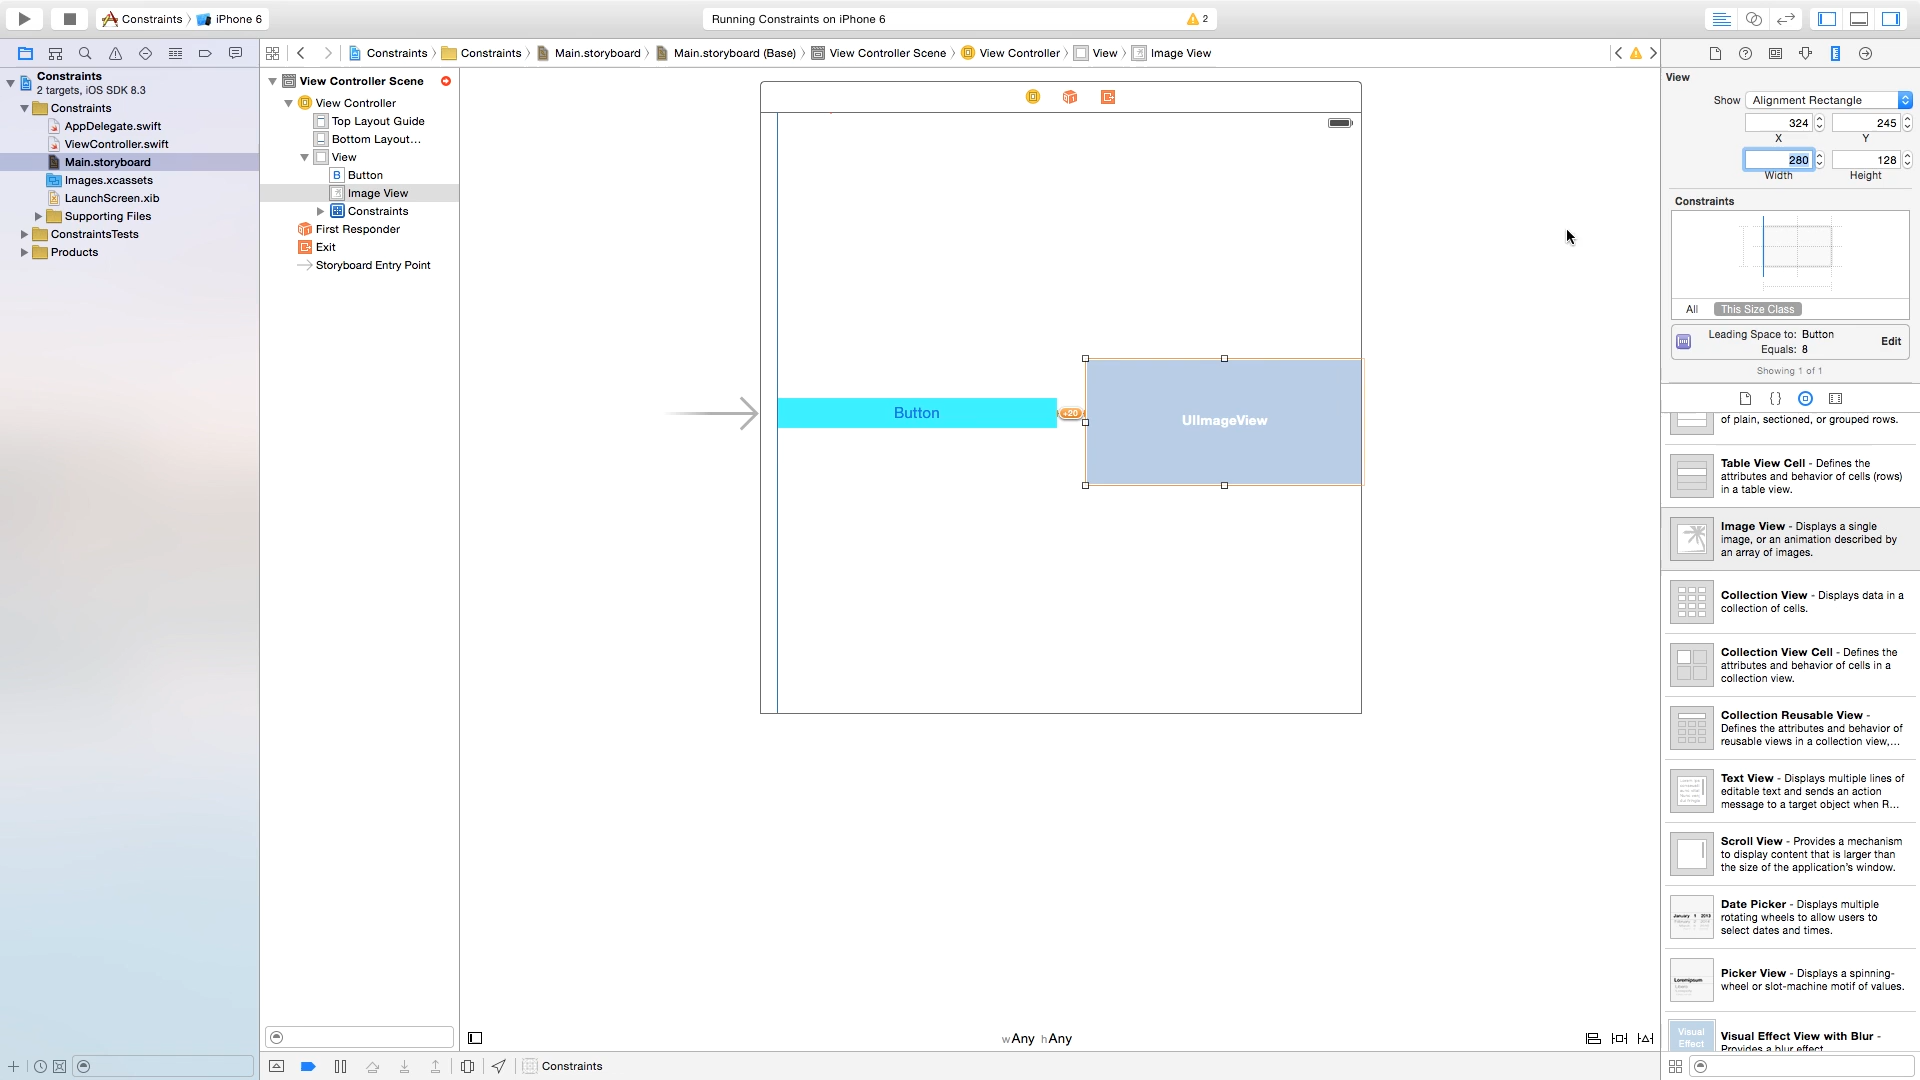 Constraints
iPhone 6
Running Constraints on iPhone 6
2
Constraints
Constraints
Main.storyboard
Main.storyboard (Base)
View Controller Scene
View Controller
View
Image View
Constraints
2 targets, iOS SDK 8.3
Constraints
AppDelegate.swift
ViewController.swift
Main.storyboard
Images.xcassets
LaunchScreen.xib
Supporting Files
ConstraintsTests
Products
View Controller Scene
View Controller
Top Layout Guide
Bottom Layout...
View
B Button
Image View
Constraints
First Responder
Exit
Storyboard Entry Point
Button
+20
UIImageView
wAny hAny
Constraints
View
Show Alignment Rectangle
324 245
X Y
280 128
Width Height
Constraints
All This Size Class
Leading Space to: Button
Equals: 8
Edit
Showing 1 of 1
{}
of plain, sectioned, or grouped rows.
Table View Cell - Defines the
attributes and behavior of cells (rows)
in a table view.
Image View - Displays a single
image, or an animation described by
an array of images.
Collection View - Displays data in a
collection of cells.
Collection View Cell - Defines the
attributes and behavior of cells in a
collection view.
Collection Reusable View -
Defines the attributes and behavior of
reusable views in a collection view,...
Text View - Displays multiple lines of
editable text and sends an action
message to a target object when R...
Scroll View - Provides a mechanism
to display content that is larger than
the size of the application's window.
Date Picker - Displays multiple
rotating wheels to allow users to
select dates and times.
Picker View - Displays a spinning-
wheel or slot-machine motif of values.
Visual
Effect
Visual Effect View with Blur -
Provides a blur effect